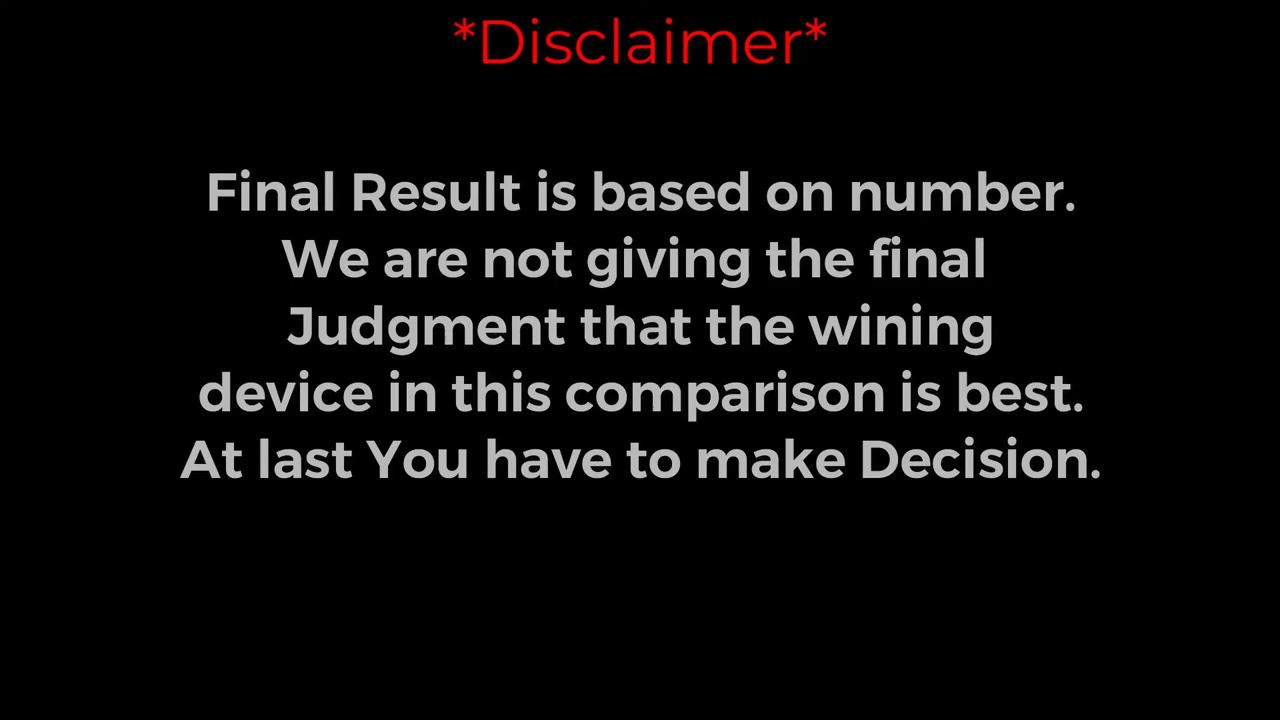 *Disclaimer*
Final Result is based on number.
We are not giving the final
Judgment that the wining
device in this comparison is best.
At last You have to make Decision.